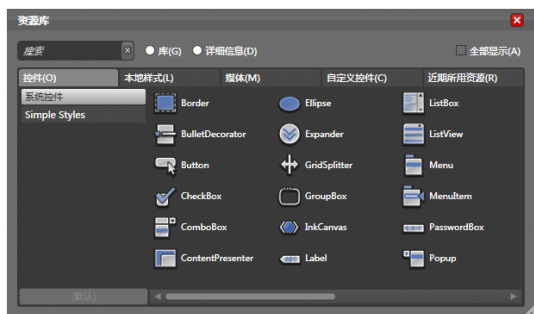 资源库
搜索 库(G) 详细信息(D) 全部显示(A)
控件(O) 本地样式(L) 媒体(M) 自定义控件(C) 近期所用资源(R)
系统控件
Simple Styles
Border Ellipse ListBox
BulletDecorator Expander ListView
Button GridSplitter Menu
CheckBox GroupBox MenuItem
ComboBox InkCanvas PasswordBox
ContentPresenter Label Popup
(默认)